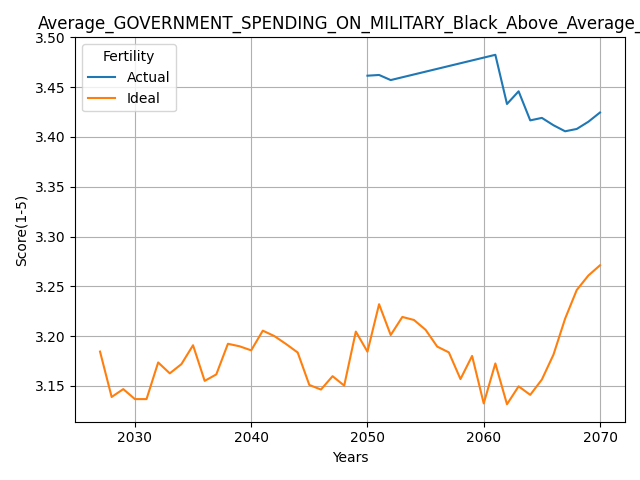 Average_GOVERNMENT_SPENDING_ON_MILITARY_Black_Above_Average_
Fertility
Actual
Ideal
3.50
3.45
3.40
3.35
3.30
3.25
3.20
3.15
Score(1-5)
2030 2040 2050 2060 2070
Years